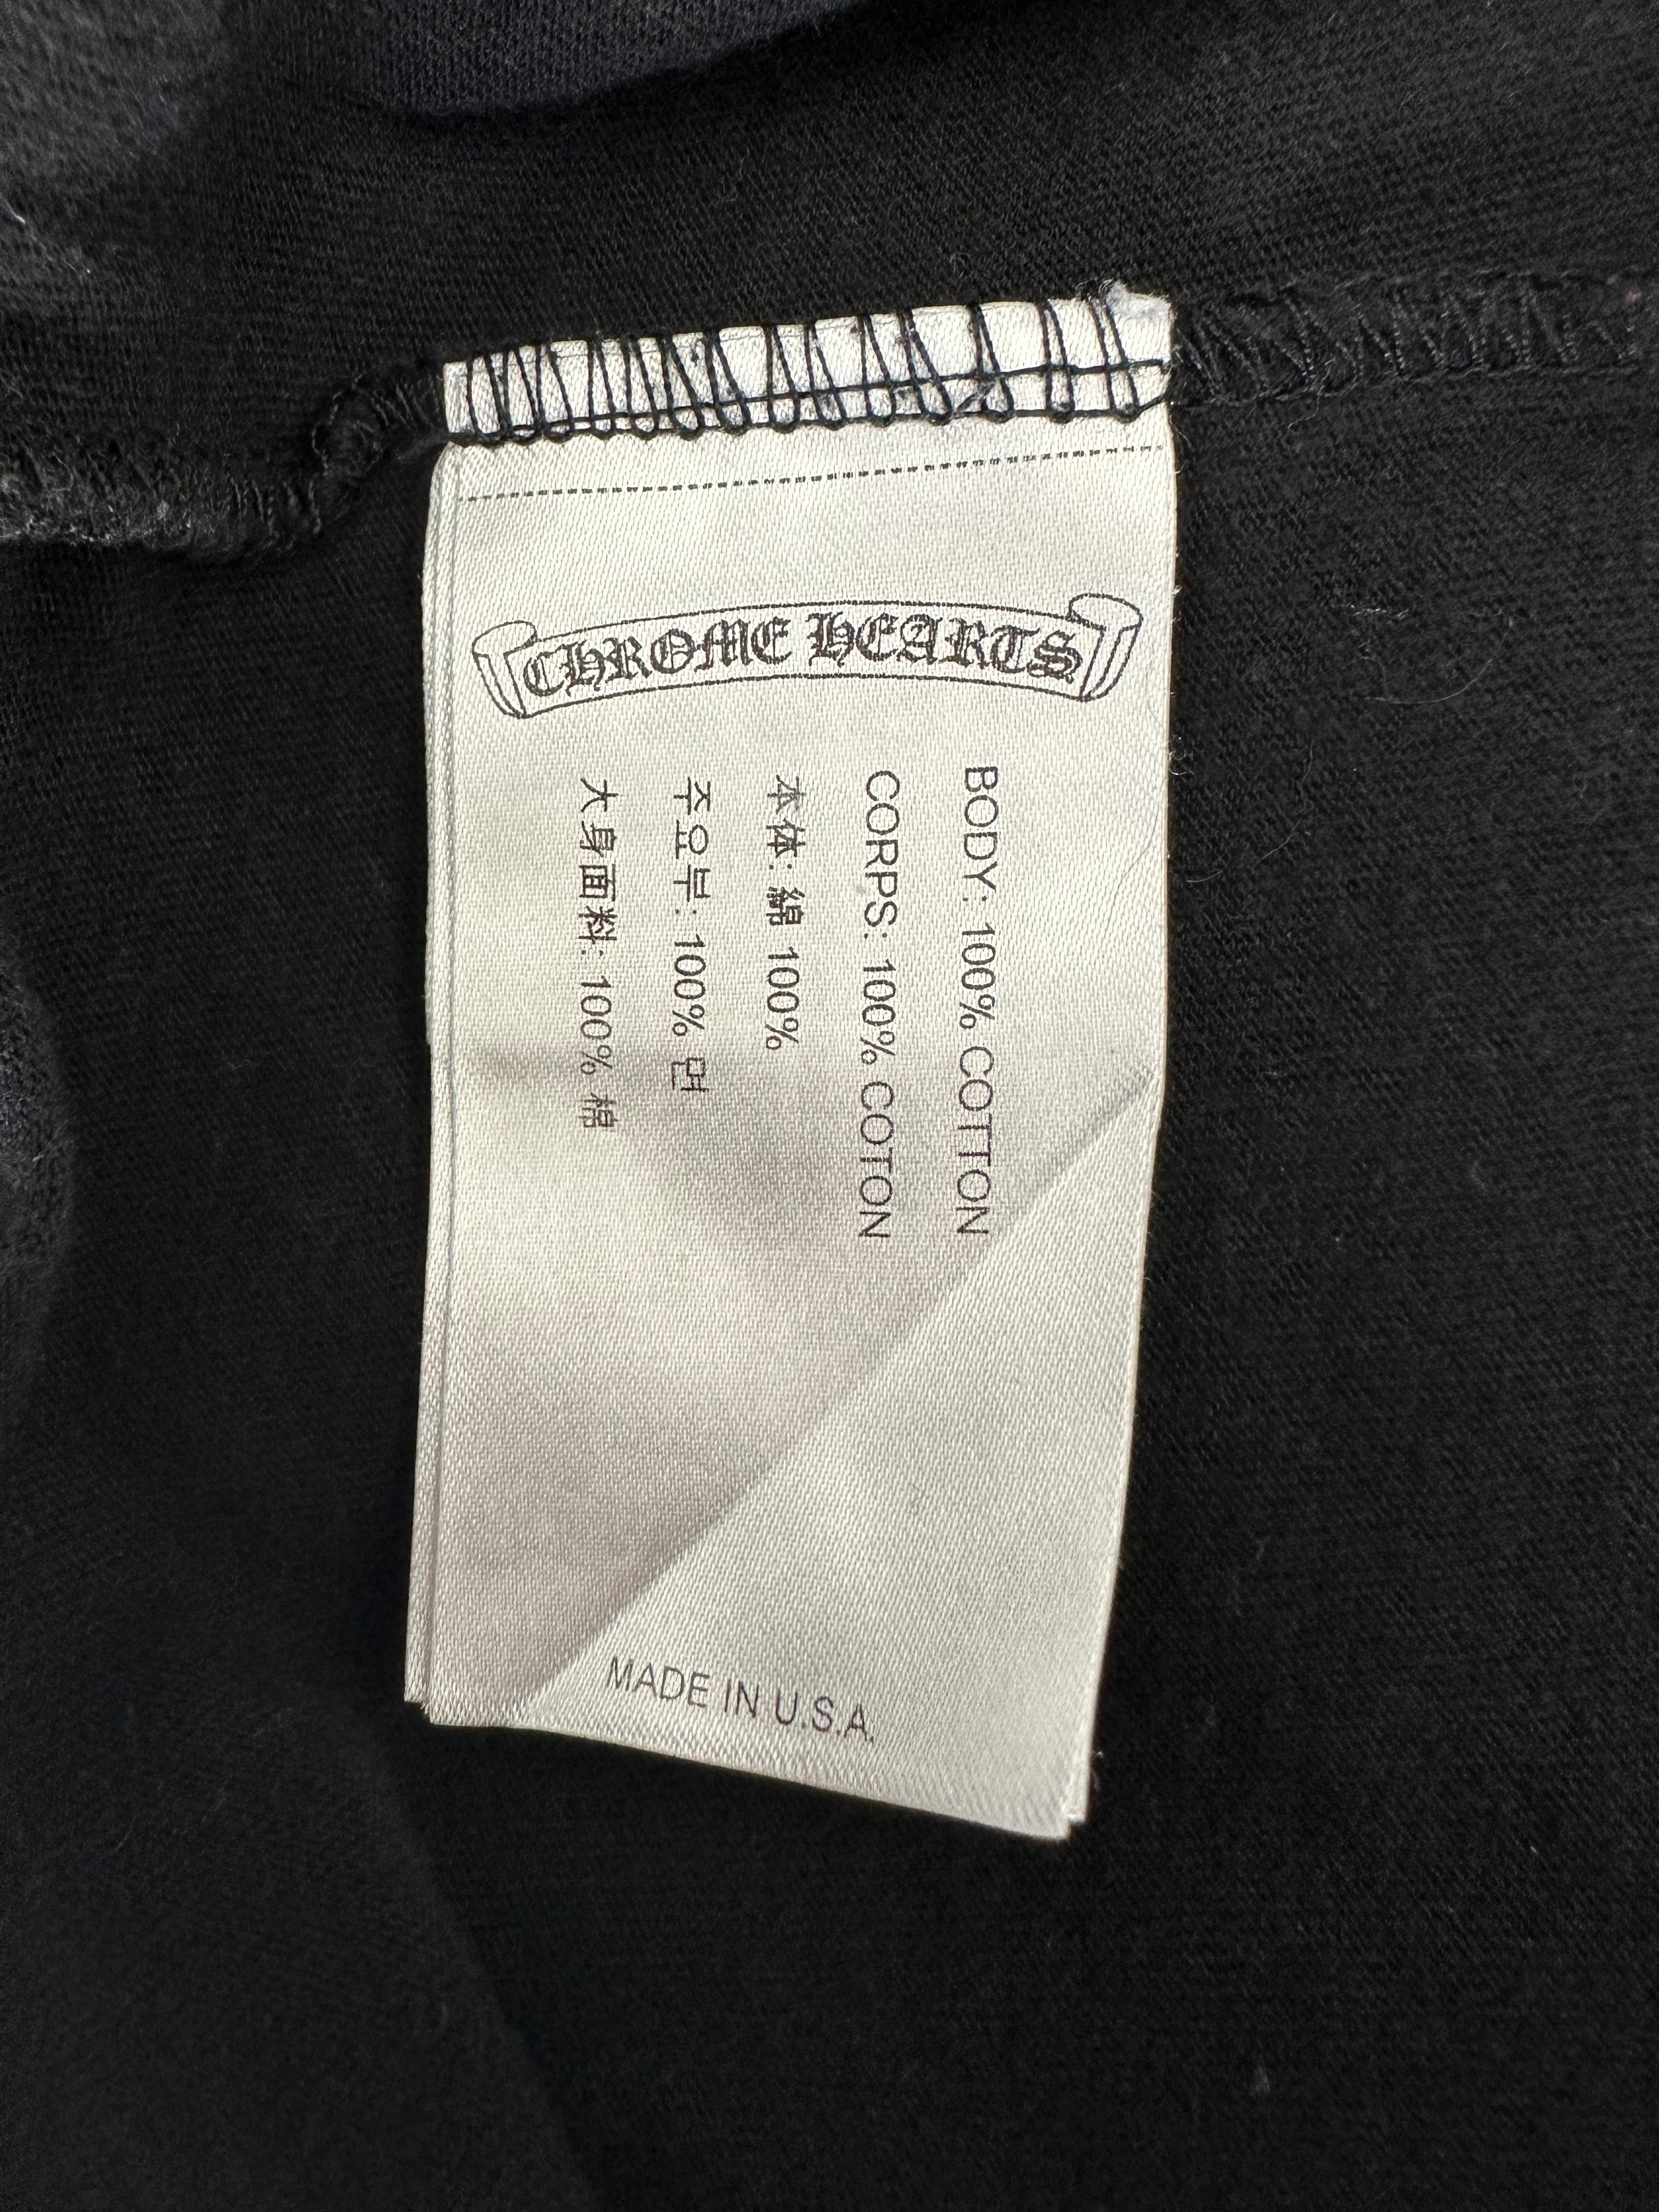 CHROME HEARTS
BODY: 100% COTTON
CORPS: 100% COTON
本体: 綿 100%
주요부: 100% 면
大身面料: 100% 棉
MADE IN U.S.A.